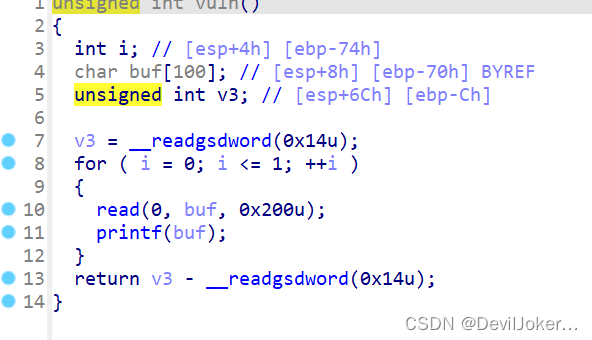 1 unsigned int vuln()
2 {
3 int i; // [esp+4h] [ebp-74h]
4 char buf[100]; // [esp+8h] [ebp-70h] BYREF
5 unsigned int v3; // [esp+6Ch] [ebp-Ch]
6
7 v3 = __readgsdword(0x14u);
8 for ( i = 0; i <= 1; ++i )
9 {
10 read(0, buf, 0x200u);
11 printf(buf);
12 }
13 return v3 - __readgsdword(0x14u);
14 }
CSDN @DevilJoker…